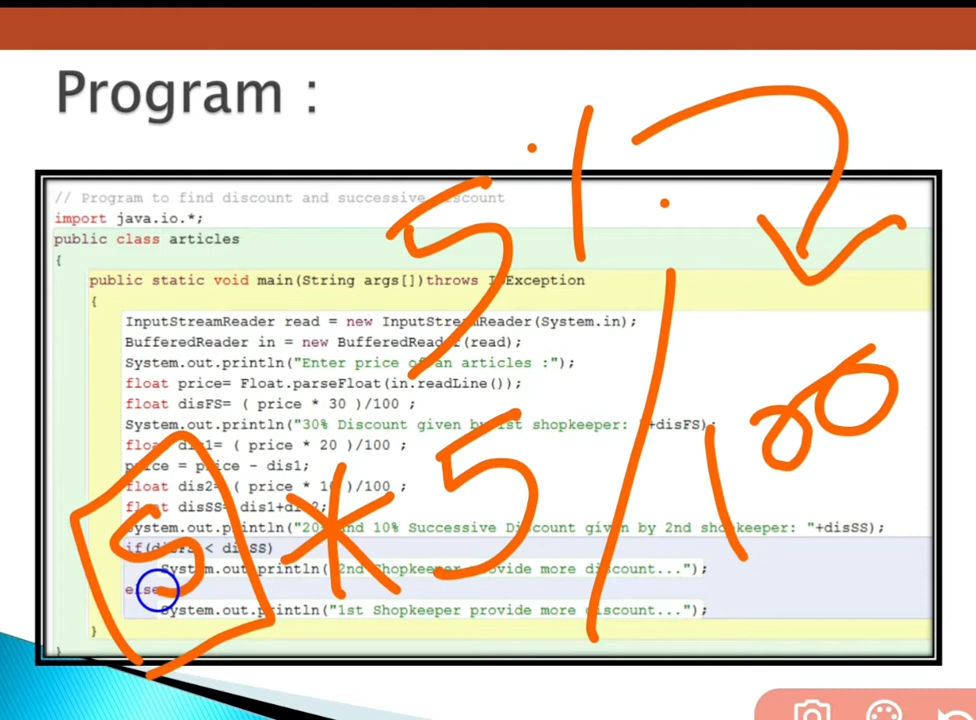 Program :
// Program to find discount and successive discount
import java.io.*;
public class articles
{
public static void main(String args[])throws IOException
{
InputStreamReader read = new InputStreamReader(System.in);
BufferedReader in = new BufferedReader(read);
System.out.println("Enter price of an articles :");
float price= Float.parseFloat(in.readLine());
float disFS= ( price * 30 )/100 ;
System.out.println("30% Discount given by 1st shopkeeper: "+disFS);
float dis1= ( price * 20 )/100 ;
price = price - dis1;
float dis2= ( price * 10 )/100 ;
float disSS= dis1+dis2;
System.out.println("20% and 10% Successive Discount given by 2nd shopkeeper: "+disSS);
if(disFS < disSS)
System.out.println("2nd Shopkeeper provide more discount...");
else
System.out.println("1st Shopkeeper provide more discount...");
}
}
5 %
S * 5 / 100